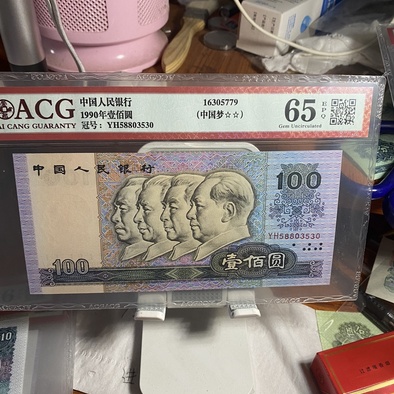 ACG
AI CANG GUARANTY
中国人民银行
1990年壹佰圆
冠号: YH58803530
16305779
(中国梦☆☆)
65 EPQ
Gem Uncirculated
中国人民银行
100
YH58803530
100
壹佰圆
10